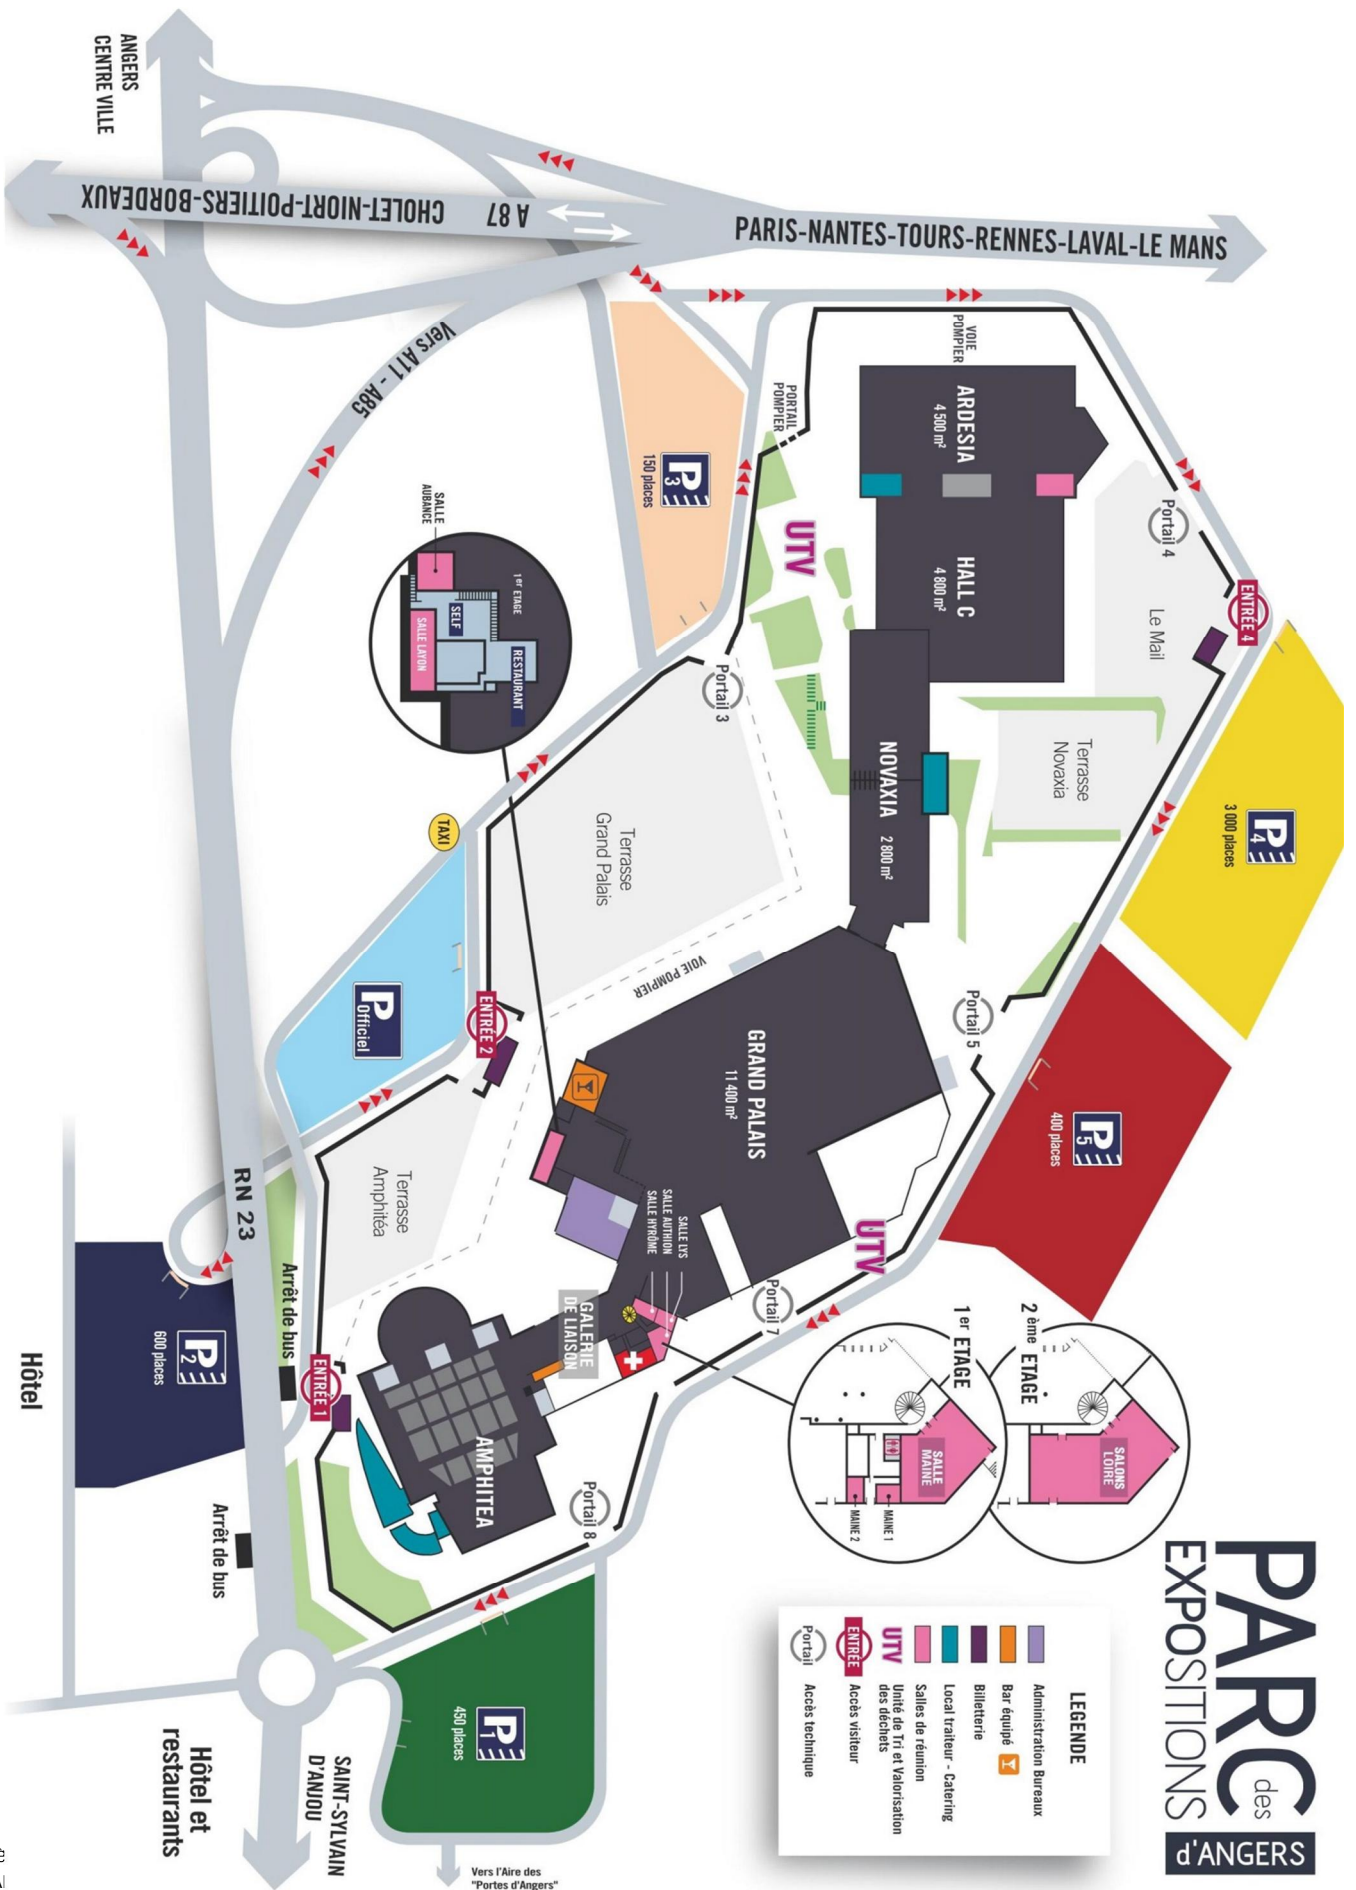 PARC
des
EXPOSITIONS
d'ANGERS
ANGERS
CENTRE VILLE
CHOLET-NIORT-POITIERS-BORDEAUX
A 87
PARIS-NANTES-TOURS-RENNES-LAVAL-LE MANS
Vers A11 - A85
VOIE
POMPIER
PORTAIL
POMPIER
ARDESIA
4 500 m²
HALL C
4 800 m²
Portail 4
ENTRÉE 4
Le Mail
Terrasse
Novaxia
NOVAXIA
2 800 m²
UTV
P3
150 places
Portail 3
SALLE
AUBANCE
1er ETAGE
SELF
SALLE LAYON
RESTAURANT
TAXI
Terrasse
Grand Palais
VOIE POMPIER
P4
3 000 places
P5
400 places
Portail 5
GRAND PALAIS
11 400 m²
P
Officiel
ENTRÉE 2
Terrasse
Amphitéa
SALLE LYS
SALLE AUTHION
SALLE HYRÔME
UTV
Portail 7
GALERIE
DE LIAISON
AMPHITEA
Portail 8
RN 23
Arrêt de bus
ENTRÉE 1
P2
600 places
Hôtel
Arrêt de bus
2ème ETAGE
SALONS
LOIRE
1er ETAGE
SALLE
MAINE
MAINE 1
MAINE 2
P1
450 places
SAINT-SYLVAIN
D'ANJOU
Hôtel et
restaurants
Vers l'Aire des
"Portes d'Angers"
LEGENDE
Administration Bureaux
Bar équipé
Billetterie
Local traiteur - Catering
Salles de réunion
UTV Unité de Tri et Valorisation
des déchets
ENTRÉE Accès visiteur
Portail Accès technique